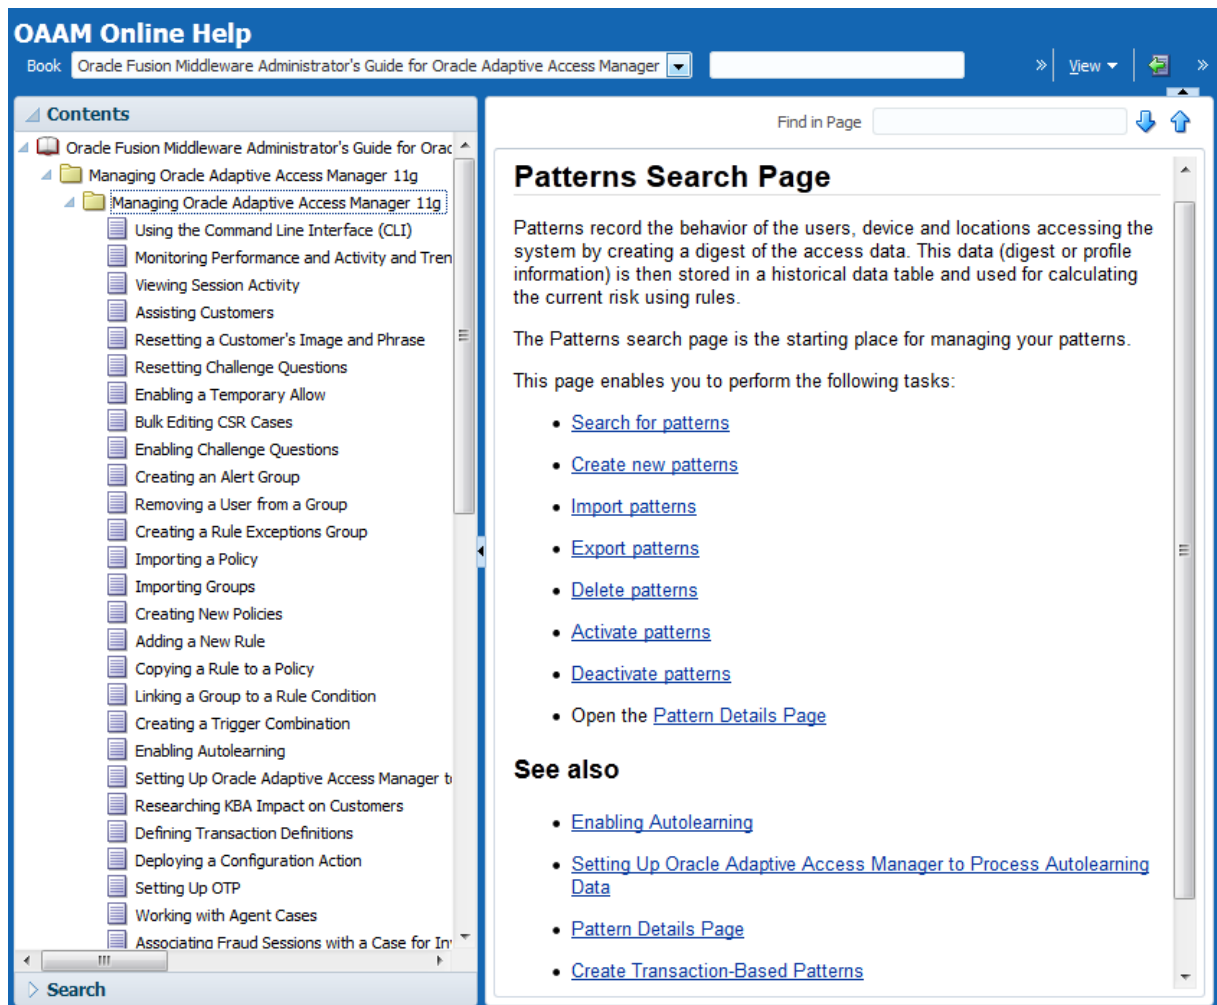 OAAM Online Help
Book Oracle Fusion Middleware Administrator's Guide for Oracle Adaptive Access Manager View
Contents
Oracle Fusion Middleware Administrator's Guide for Orac
Managing Oracle Adaptive Access Manager 11g
Managing Oracle Adaptive Access Manager 11g
Using the Command Line Interface (CLI)
Monitoring Performance and Activity and Tren
Viewing Session Activity
Assisting Customers
Resetting a Customer's Image and Phrase
Resetting Challenge Questions
Enabling a Temporary Allow
Bulk Editing CSR Cases
Enabling Challenge Questions
Creating an Alert Group
Removing a User from a Group
Creating a Rule Exceptions Group
Importing a Policy
Importing Groups
Creating New Policies
Adding a New Rule
Copying a Rule to a Policy
Linking a Group to a Rule Condition
Creating a Trigger Combination
Enabling Autolearning
Setting Up Oracle Adaptive Access Manager t
Researching KBA Impact on Customers
Defining Transaction Definitions
Deploying a Configuration Action
Setting Up OTP
Working with Agent Cases
Associating Fraud Sessions with a Case for In
Search
Find in Page
Patterns Search Page
Patterns record the behavior of the users, device and locations accessing the
system by creating a digest of the access data. This data (digest or profile
information) is then stored in a historical data table and used for calculating
the current risk using rules.
The Patterns search page is the starting place for managing your patterns.
This page enables you to perform the following tasks:
• Search for patterns
• Create new patterns
• Import patterns
• Export patterns
• Delete patterns
• Activate patterns
• Deactivate patterns
• Open the Pattern Details Page
See also
• Enabling Autolearning
• Setting Up Oracle Adaptive Access Manager to Process Autolearning
Data
• Pattern Details Page
• Create Transaction-Based Patterns